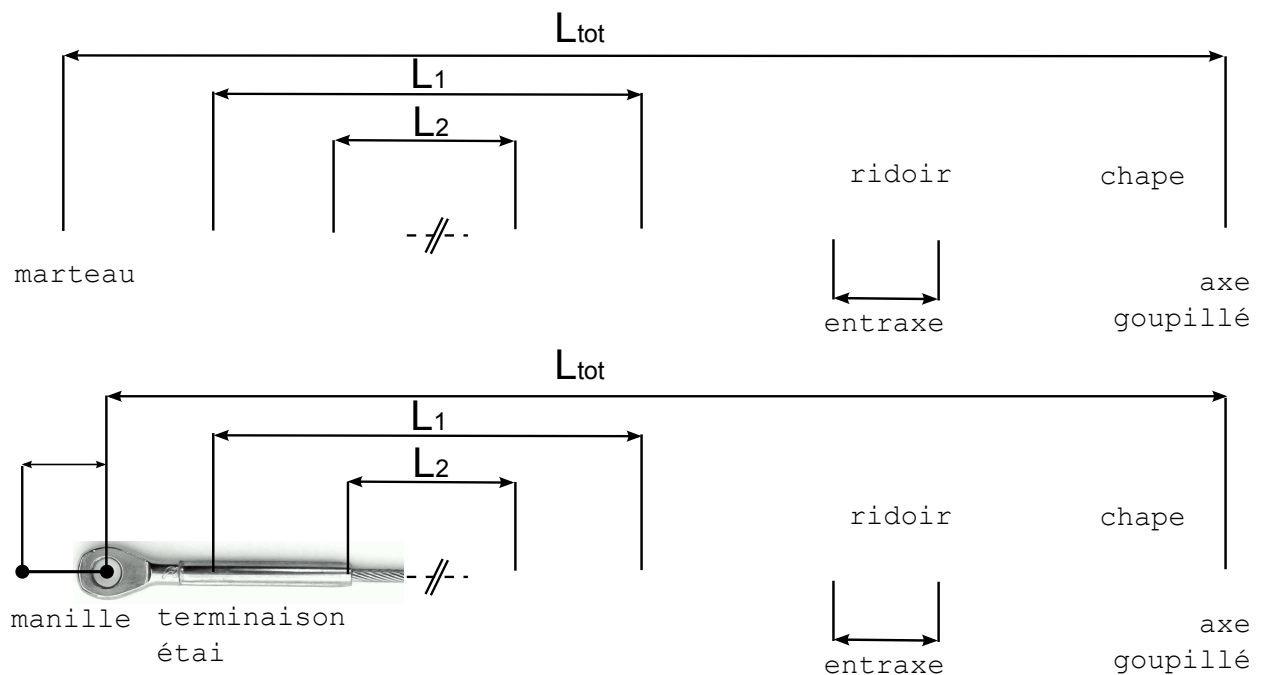 Ltot
L1
L2
ridoir chape
marteau
axe
entraxe goupillé
Ltot
L1
L2
ridoir chape
manille terminaison
étai
axe
entraxe goupillé